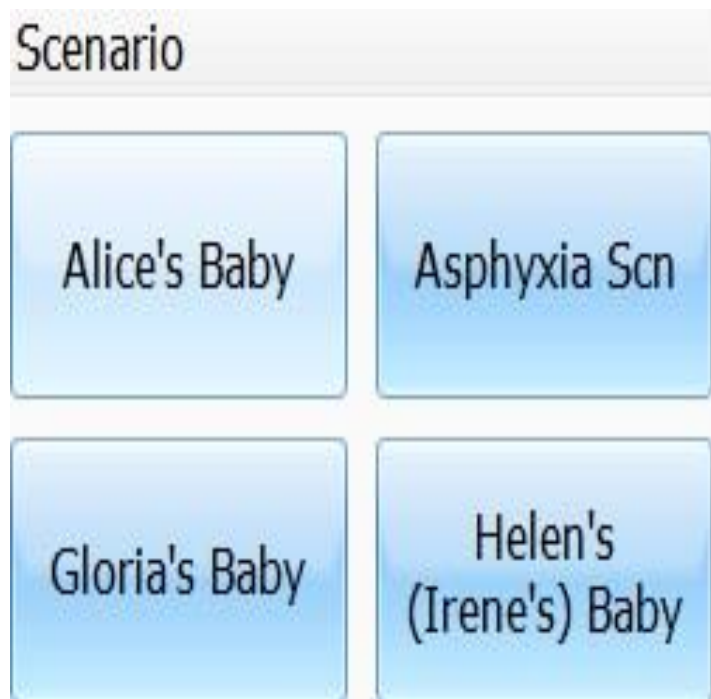 Scenario
Alice's Baby
Asphyxia Scn
Gloria's Baby
Helen's
(Irene's) Baby